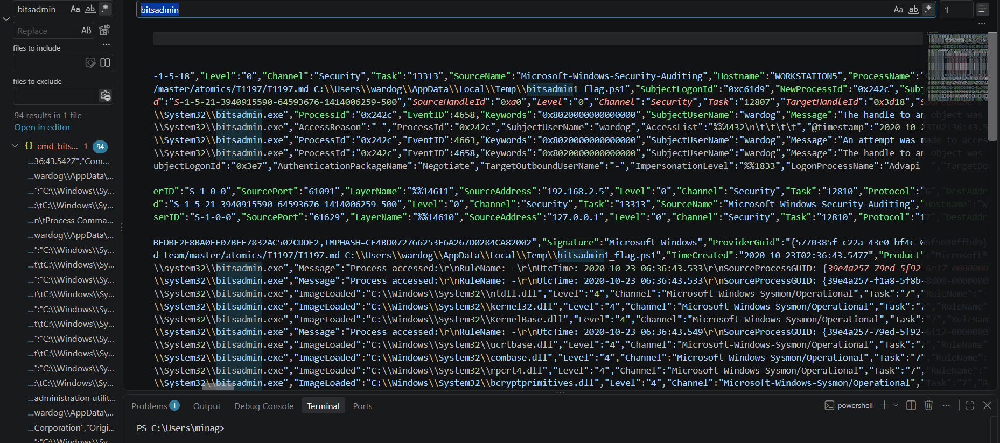 bitsadmin Aa ab .*
Replace AB
...
files to include
files to exclude
94 results in 1 file -
Open in editor
{} cmd_bits... 1 94
...36:43.542Z","Com...
...wardog\\AppData\...
...":"C:\\Windows\\Sy...
...:\tC:\\Windows\\Sy...
...n\tProcess Comma...
...wardog\\AppData\...
...":"C:\\Windows\\Sy...
...t\tC:\\Windows\\Sy...
...":"C:\\Windows\\Sy...
...t\tC:\\Windows\\Sy...
...":"C:\\Windows\\Sy...
...t\tC:\\Windows\\Sy...
...":"C:\\Windows\\Sy...
...t\tC:\\Windows\\Sy...
...":"C:\\Windows\\Sy...
...:\tC:\\Windows\\Sy...
...administration utilit...
...wardog\\AppData\...
...Corporation","Origi...
...":"C:\\Windows\\Sy...
bitsadmin Aa ab .* 1
...
-1-5-18","Level":"0","Channel":"Security","Task":"13313","SourceName":"Microsoft-Windows-Security-Auditing","Hostname":"WORKSTATION5","ProcessName":"
/master/atomics/T1197/T1197.md C:\\Users\\wardog\\AppData\\Local\\Temp\\bitsadmin1_flag.ps1","SubjectLogonId":"0xc61d9","NewProcessId":"0x242c","Subj
d":"S-1-5-21-3940915590-64593676-1414006259-500","SourceHandleId":"0xa0","Level":"0","Channel":"Security","Task":"12807","TargetHandleId":"0x3d18","
\\System32\\bitsadmin.exe","ProcessId":"0x242c","EventID":4658,"Keywords":"0x8020000000000000","SubjectUserName":"wardog","Message":"The handle to an object was
\\System32\\bitsadmin.exe","AccessReason":"-","ProcessId":"0x242c","SubjectUserName":"wardog","AccessList":"%%4432\n\t\t\t\t","@timestamp":"2020-10-23T02:36:43.5
\\System32\\bitsadmin.exe","ProcessId":"0x242c","EventID":4663,"Keywords":"0x8020000000000000","SubjectUserName":"wardog","Message":"An attempt was made to acces
\\System32\\bitsadmin.exe","ProcessId":"0x242c","EventID":4658,"Keywords":"0x8020000000000000","SubjectUserName":"wardog","Message":"The handle to an object was
ubjectLogonId":"0x3e7","AuthenticationPackageName":"Negotiate","TargetOutboundUserName":"-","ImpersonationLevel":"%%1833","LogonProcessName":"Advapi  ","TargetDo
erID":"S-1-0-0","SourcePort":"61091","LayerName":"%%14611","SourceAddress":"192.168.2.5","Level":"0","Channel":"Security","Task":"12810","Protocol":"6","DestAddr
d":"S-1-5-21-3940915590-64593676-1414006259-500","Level":"0","Channel":"Security","Task":"13313","SourceName":"Microsoft-Windows-Security-Auditing","Hostname":"W
serID":"S-1-0-0","SourcePort":"61629","LayerName":"%%14610","SourceAddress":"127.0.0.1","Level":"0","Channel":"Security","Task":"12810","Protocol":"17","DestAddr
BEDBF2F8BA0FF07BEE7832AC502CDDF2,IMPHASH=CE4BD072766253F6A267D0284CA82002","Signature":"Microsoft Windows","ProviderGuid":"{5770385f-c22a-43e0-bf4c-06f5698ffbd9}
d-team/master/atomics/T1197/T1197.md C:\\Users\\wardog\\AppData\\Local\\Temp\\bitsadmin1_flag.ps1","TimeCreated":"2020-10-23T02:36:43.547Z","Product":"Microsoft®
\\system32\\bitsadmin.exe","Message":"Process accessed:\r\nRuleName: -\r\nUtcTime: 2020-10-23 06:36:43.533\r\nSourceProcessGUID: {39e4a257-79ed-5f92-6e17-0000000
\\system32\\bitsadmin.exe","Message":"Process accessed:\r\nRuleName: -\r\nUtcTime: 2020-10-23 06:36:43.533\r\nSourceProcessGUID: {39e4a257-f1a8-5f8b-8d00-0000000
\\System32\\bitsadmin.exe","ImageLoaded":"C:\\Windows\\System32\\ntdll.dll","Level":"4","Channel":"Microsoft-Windows-Sysmon/Operational","Task":"7","RuleName":"-
\\System32\\bitsadmin.exe","ImageLoaded":"C:\\Windows\\System32\\kernel32.dll","Level":"4","Channel":"Microsoft-Windows-Sysmon/Operational","Task":"7","RuleName"
\\System32\\bitsadmin.exe","ImageLoaded":"C:\\Windows\\System32\\KernelBase.dll","Level":"4","Channel":"Microsoft-Windows-Sysmon/Operational","Task":"7","RuleNam
\\system32\\bitsadmin.exe","Message":"Process accessed:\r\nRuleName: -\r\nUtcTime: 2020-10-23 06:36:43.549\r\nSourceProcessGUID: {39e4a257-79ed-5f92-6f17-0000000
\\System32\\bitsadmin.exe","ImageLoaded":"C:\\Windows\\System32\\ucrtbase.dll","Level":"4","Channel":"Microsoft-Windows-Sysmon/Operational","Task":"7","RuleName"
\\System32\\bitsadmin.exe","ImageLoaded":"C:\\Windows\\System32\\combase.dll","Level":"4","Channel":"Microsoft-Windows-Sysmon/Operational","Task":"7","RuleName":
\\System32\\bitsadmin.exe","ImageLoaded":"C:\\Windows\\System32\\rpcrt4.dll","Level":"4","Channel":"Microsoft-Windows-Sysmon/Operational","Task":"7","RuleName":"
\\System32\\bitsadmin.exe","ImageLoaded":"C:\\Windows\\System32\\bcryptprimitives.dll","Level":"4","Channel":"Microsoft-Windows-Sysmon/Operational","Task":"7","R
Problems 1 Output Debug Console Terminal Ports powershell
PS C:\Users\minag>